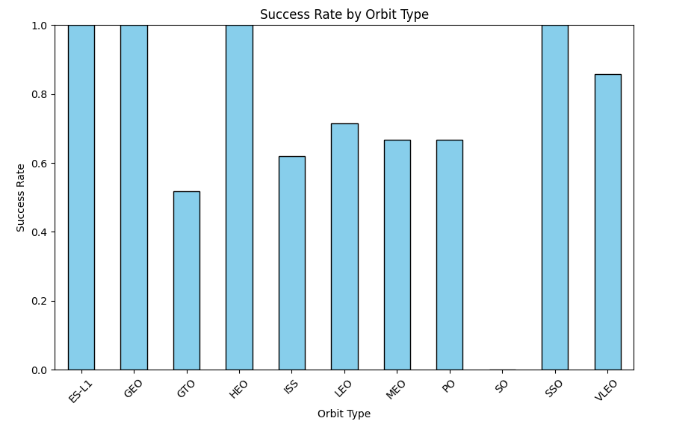 Success Rate by Orbit Type
Success Rate
1.0
0.8
0.6
0.4
0.2
0.0
ES-L1
GEO
GTO
HEO
ISS
LEO
MEO
PO
SO
SSO
VLEO
Orbit Type